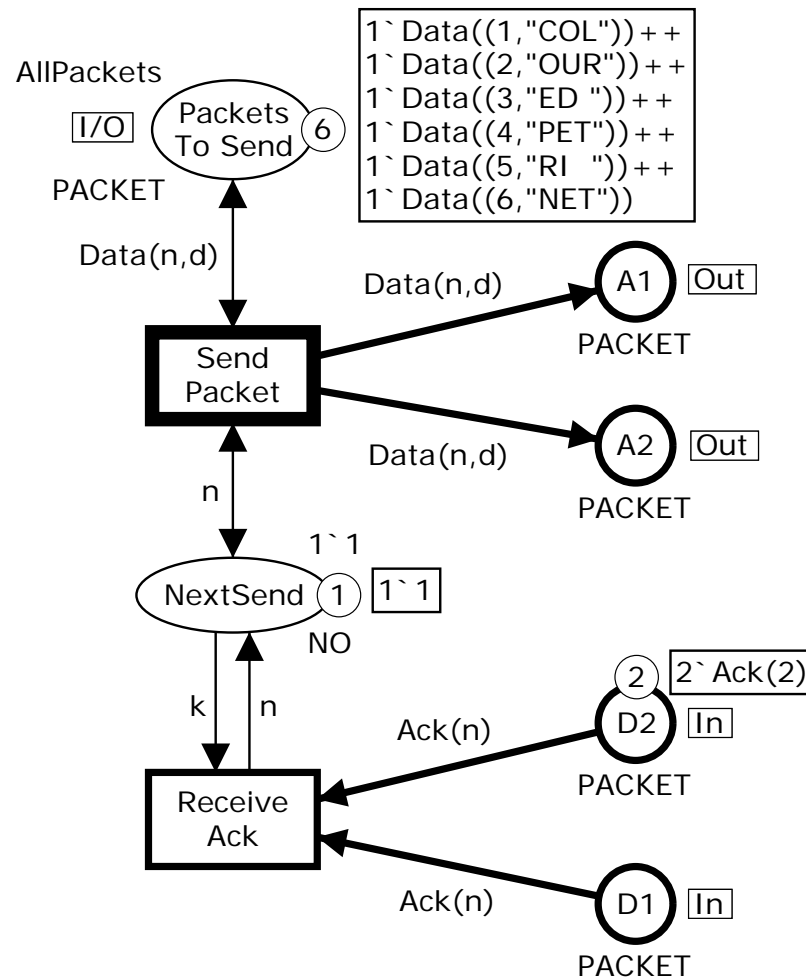 1`Data((1,"COL"))++
1`Data((2,"OUR"))++
1`Data((3,"ED "))++
1`Data((4,"PET"))++
1`Data((5,"RI "))++
1`Data((6,"NET"))
AllPackets
I/O
Packets
To Send
6
PACKET
Data(n,d)
Data(n,d)
A1
Out
PACKET
Send
Packet
Data(n,d)
A2
Out
PACKET
n
1`1
NextSend
1
1`1
NO
k
n
2
2`Ack(2)
Ack(n)
D2
In
PACKET
Receive
Ack
Ack(n)
D1
In
PACKET